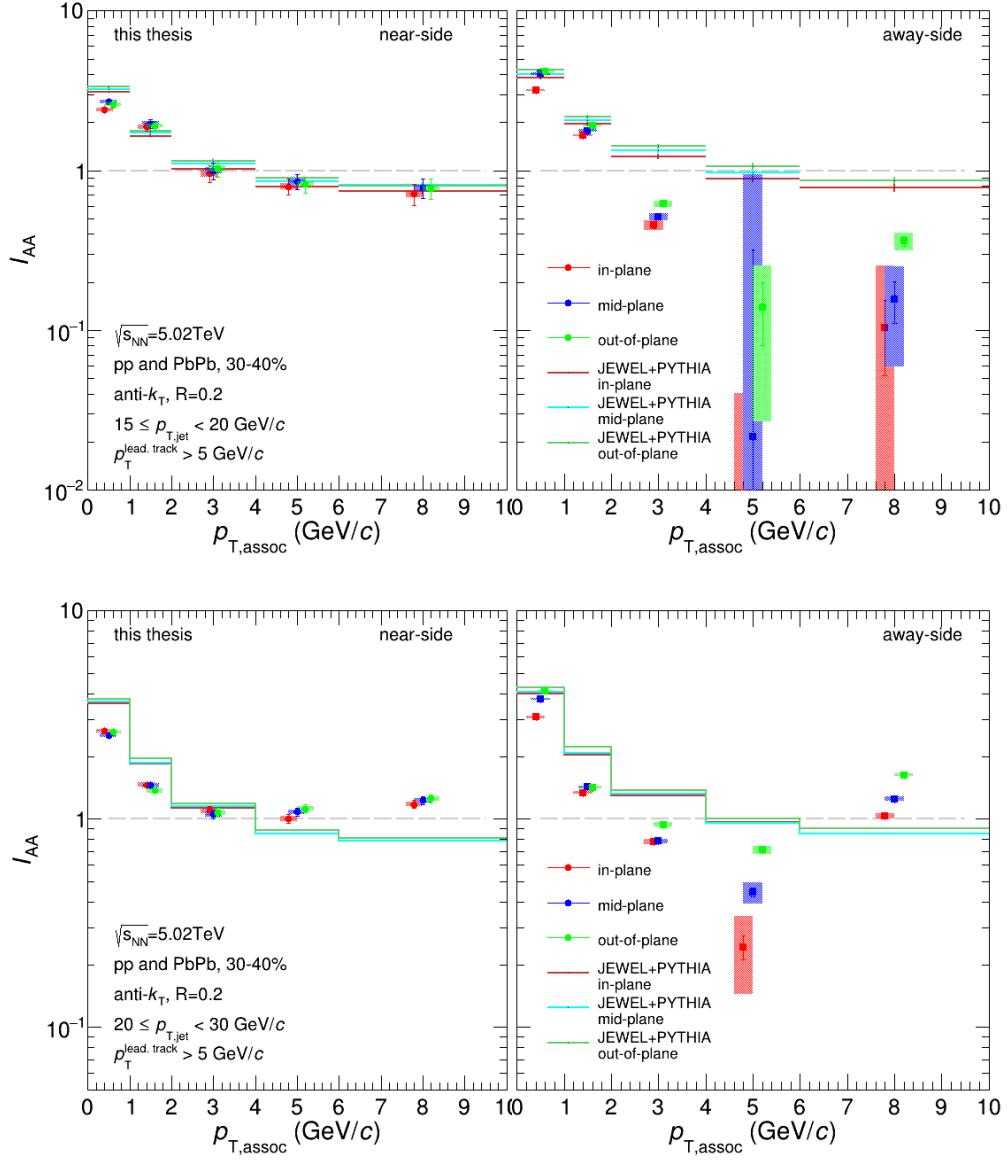 10
this thesis
near-side
away-side
1
I_AA
in-plane
mid-plane
√s_NN=5.02TeV
10^−1
out-of-plane
pp and PbPb, 30-40%
JEWEL+PYTHIA
in-plane
anti-k_T, R=0.2
JEWEL+PYTHIA
mid-plane
15 ≤ p_T,jet < 20 GeV/c
JEWEL+PYTHIA
out-of-plane
p_T^lead. track > 5 GeV/c
10^−2
0 1 2 3 4 5 6 7 8 9 10 1 2 3 4 5 6 7 8 9 10
p_T,assoc (GeV/c)
p_T,assoc (GeV/c)
10
this thesis
near-side
away-side
1
I_AA
in-plane
mid-plane
√s_NN=5.02TeV
out-of-plane
pp and PbPb, 30-40%
JEWEL+PYTHIA
in-plane
anti-k_T, R=0.2
JEWEL+PYTHIA
mid-plane
20 ≤ p_T,jet < 30 GeV/c
10^−1
JEWEL+PYTHIA
out-of-plane
p_T^lead. track > 5 GeV/c
0 1 2 3 4 5 6 7 8 9 10 1 2 3 4 5 6 7 8 9 10
p_T,assoc (GeV/c)
p_T,assoc (GeV/c)